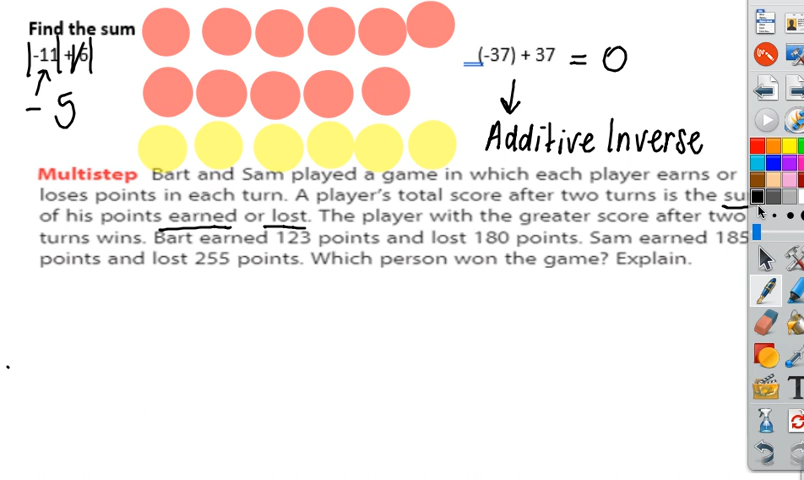 Find the sum
|-11|+|6|
- 5
(-37) + 37 = 0
Additive Inverse
Multistep Bart and Sam played a game in which each player earns or
loses points in each turn. A player's total score after two turns is the su
of his points earned or lost. The player with the greater score after two
turns wins. Bart earned 123 points and lost 180 points. Sam earned 185
points and lost 255 points. Which person won the game? Explain.
T